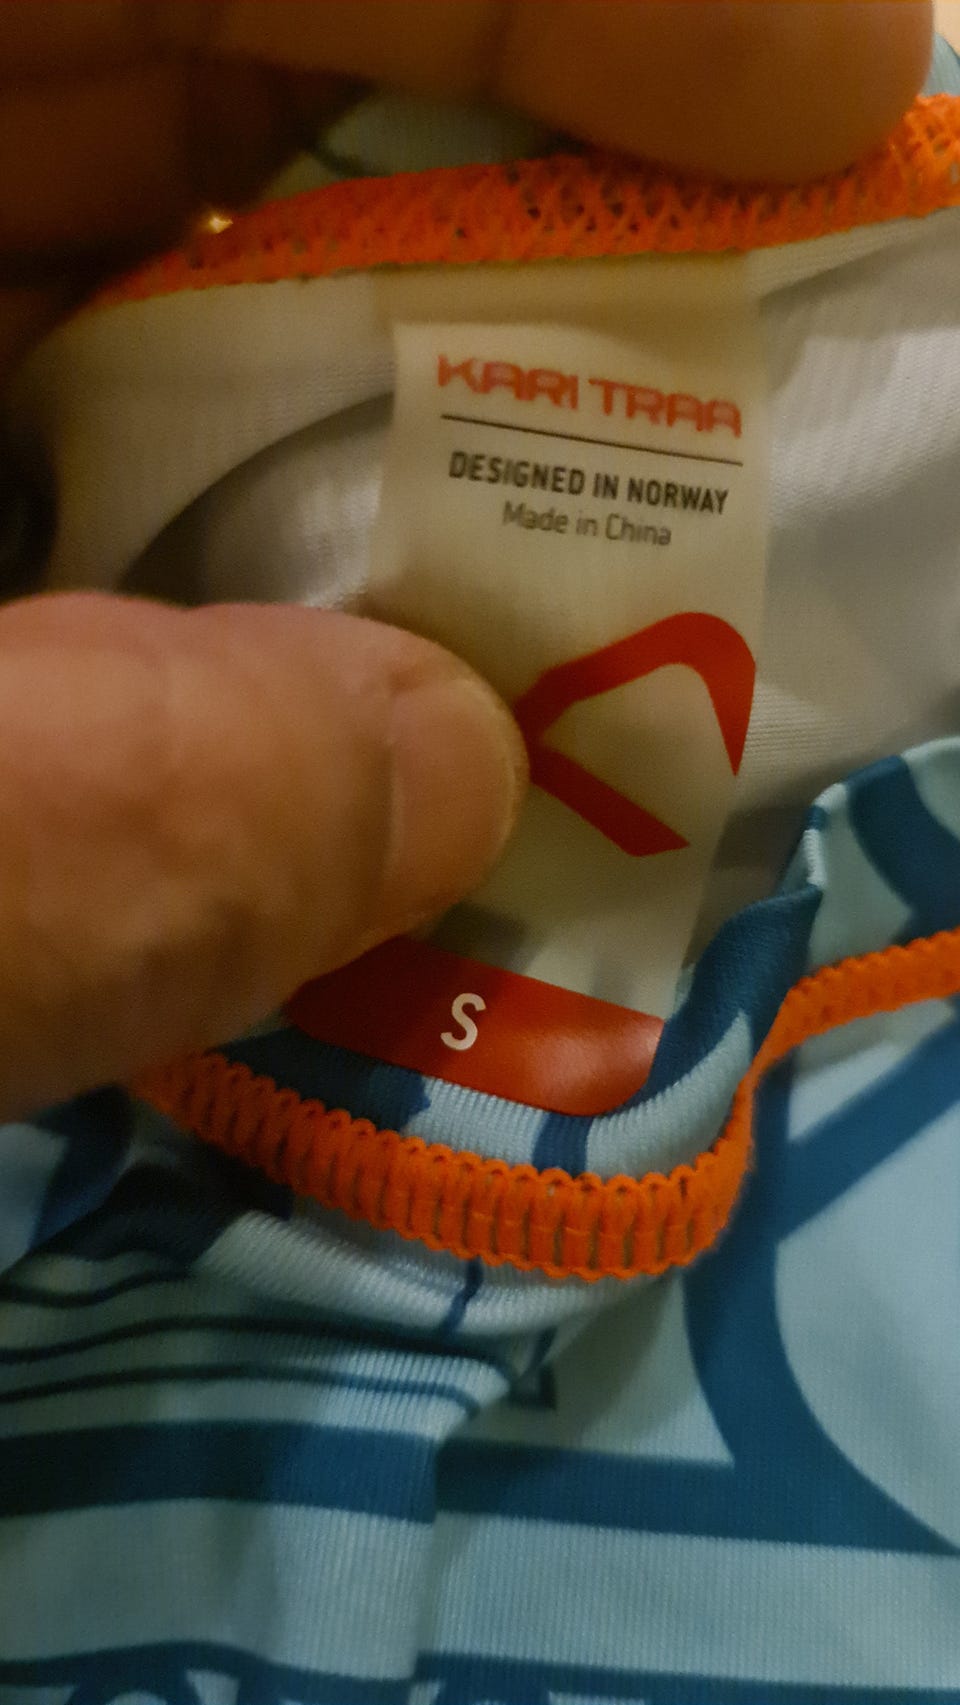 KARI TRAA
DESIGNED IN NORWAY
Made in China
S